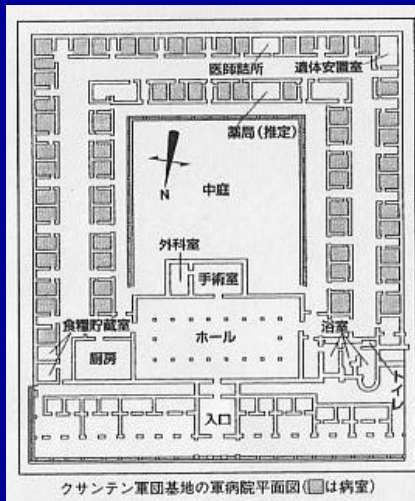 医師詰所
遺体安置室
薬局(推定)
N
中庭
外科室
手術室
食糧貯蔵室
ホール
浴室
厨房
トイレ
入口
クサンテン軍団基地の軍病院平面図(□は病室)